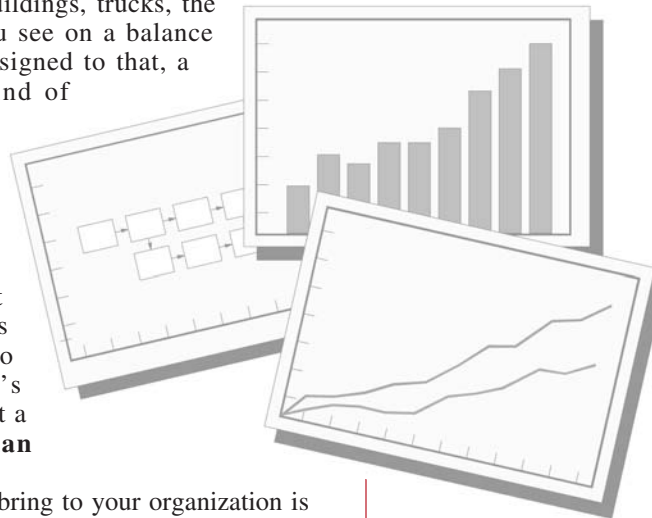 uildings, trucks, the
u see on a balance
signed to that, a
nd of
t
s
o
's
t a
an
bring to your organization is